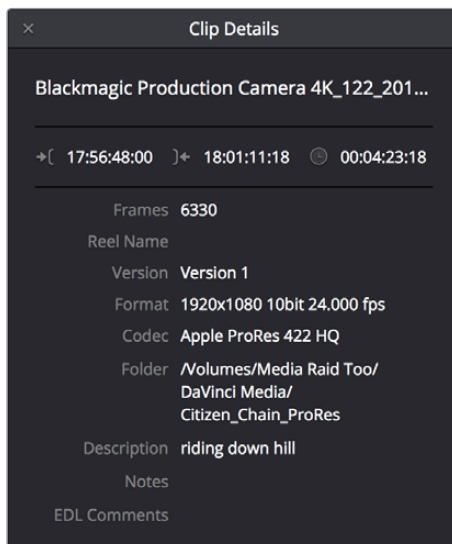 Clip Details
Blackmagic Production Camera 4K_122_201...
17:56:48:00 18:01:11:18 00:04:23:18
Frames 6330
Reel Name
Version Version 1
Format 1920x1080 10bit 24.000 fps
Codec Apple ProRes 422 HQ
Folder /Volumes/Media Raid Too/
DaVinci Media/
Citizen_Chain_ProRes
Description riding down hill
Notes
EDL Comments